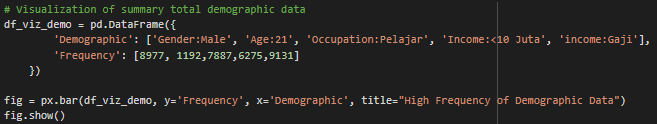 # Visualization of summary total demographic data
df_viz_demo = pd.DataFrame({
        'Demographic': ['Gender:Male', 'Age:21', 'Occupation:Pelajar', 'Income:<10 Juta', 'income:Gaji'],
        'Frequency': [8977, 1192,7887,6275,9131]
    })
fig = px.bar(df_viz_demo, y='Frequency', x='Demographic', title="High Frequency of Demographic Data")
fig.show()